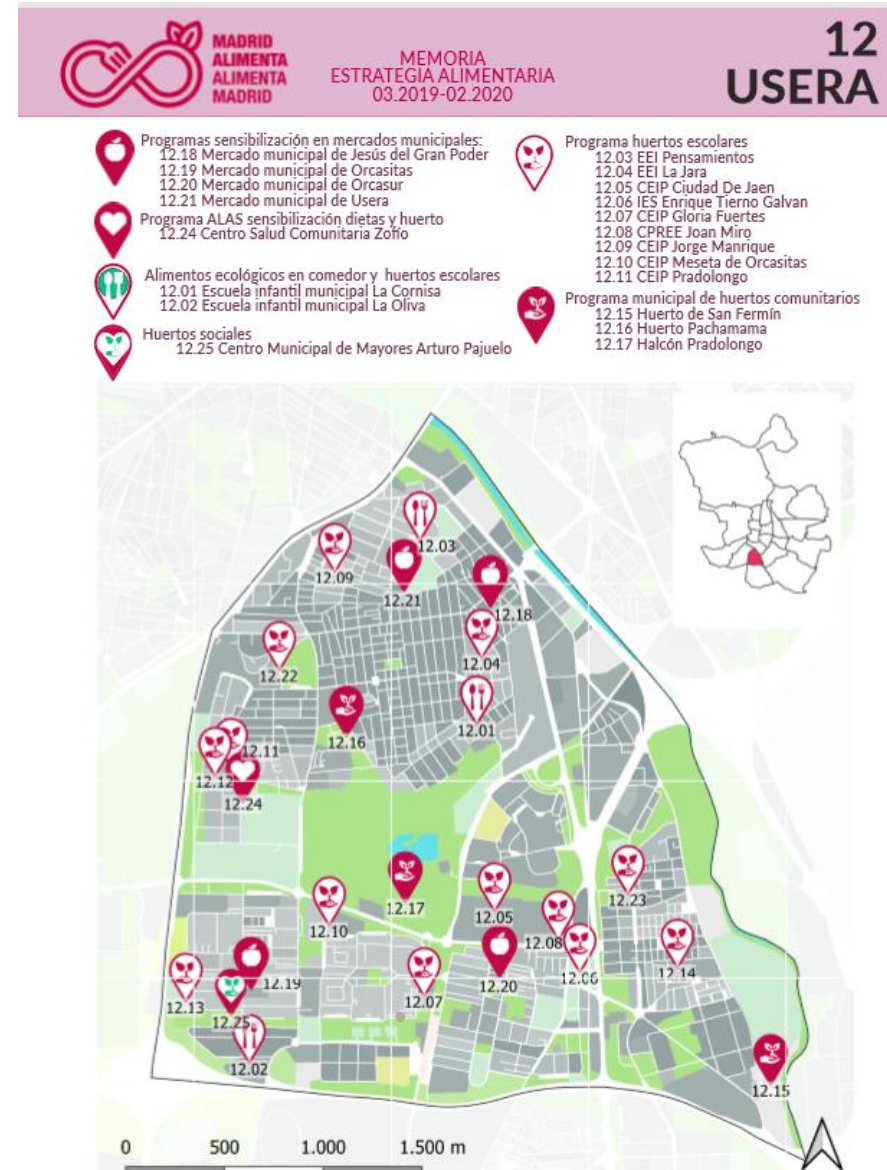 MADRID
ALIMENTA
ALIMENTA
MADRID
MEMORIA
ESTRATEGIA ALIMENTARIA
03.2019-02.2020
12
USERA
Programas sensibilización en mercados municipales:
12.18 Mercado municipal de Jesús del Gran Poder
12.19 Mercado municipal de Orcasitas
12.20 Mercado municipal de Orcasur
12.21 Mercado municipal de Usera
Programa ALAS sensibilización dietas y huerto
12.24 Centro Salud Comunitaria Zofío
Alimentos ecológicos en comedor y huertos escolares
12.01 Escuela infantil municipal La Cornisa
12.02 Escuela infantil municipal La Oliva
Huertos sociales
12.25 Centro Municipal de Mayores Arturo Pajuelo
Programa huertos escolares
12.03 EEI Pensamientos
12.04 EEI La Jara
12.05 CEIP Ciudad De Jaen
12.06 IES Enrique Tierno Galvan
12.07 CEIP Gloria Fuertes
12.08 CPREE Joan Miro
12.09 CEIP Jorge Manrique
12.10 CEIP Meseta de Orcasitas
12.11 CEIP Pradolongo
Programa municipal de huertos comunitarios
12.15 Huerto de San Fermín
12.16 Huerto Pachamama
12.17 Halcón Pradolongo
12.03
12.09
12.21
12.18
12.04
12.22
12.01
12.16
12.11
12.12
12.24
12.23
12.17
12.05
12.10
12.08
12.06
12.14
12.20
12.19
12.07
12.13
12.25
12.02
12.15
0 500 1.000 1.500 m